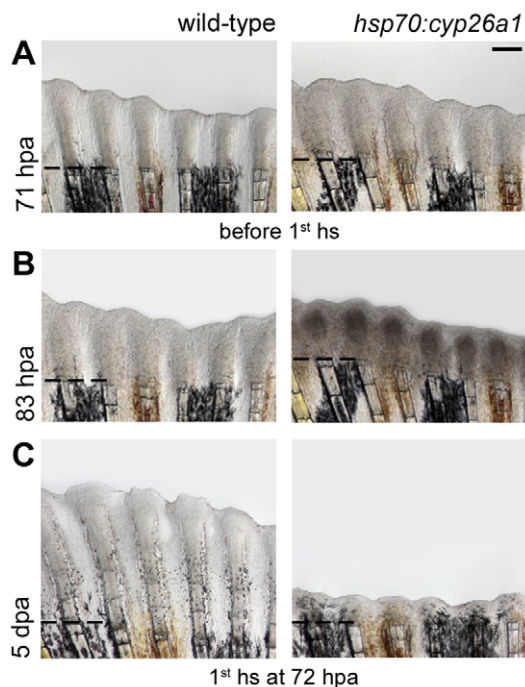 wild-type hsp70:cyp26a1
A
71 hpa
before 1st hs
B
83 hpa
C
5 dpa
1st hs at 72 hpa